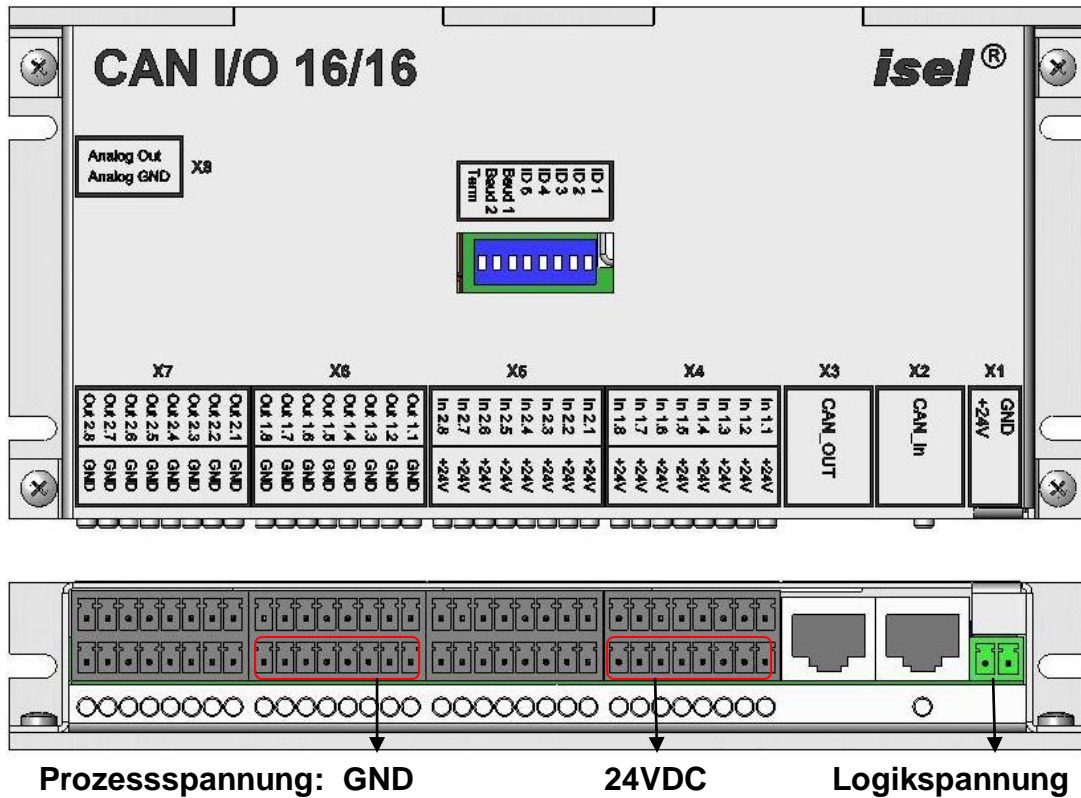 CAN I/O 16/16
isel®
Analog Out
Analog GND
X8
ID 1
ID 2
ID 3
ID 4
ID 5
Baud 1
Baud 2
Term
X7
X6
X5
X4
X3
X2
X1
Out 2.8
Out 2.7
Out 2.6
Out 2.5
Out 2.4
Out 2.3
Out 2.2
Out 2.1
GND
GND
GND
GND
GND
GND
GND
GND
Out 1.8
Out 1.7
Out 1.6
Out 1.5
Out 1.4
Out 1.3
Out 1.2
Out 1.1
GND
GND
GND
GND
GND
GND
GND
GND
In 2.8
In 2.7
In 2.6
In 2.5
In 2.4
In 2.3
In 2.2
In 2.1
+24V
+24V
+24V
+24V
+24V
+24V
+24V
+24V
In 1.8
In 1.7
In 1.6
In 1.5
In 1.4
In 1.3
In 1.2
In 1.1
+24V
+24V
+24V
+24V
+24V
+24V
+24V
+24V
CAN_OUT
CAN_In
GND
+24V
Prozessspannung: GND
24VDC
Logikspannung